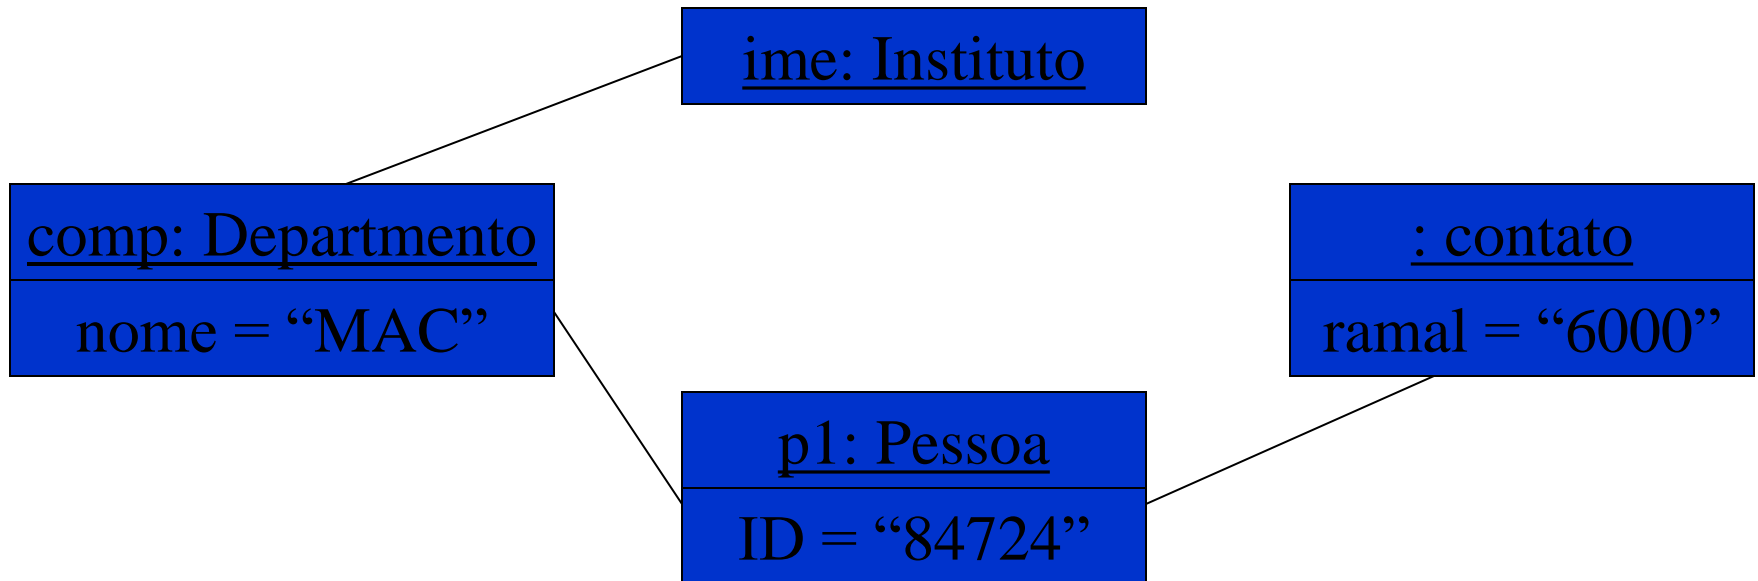 ime: Instituto
comp: Departmento
nome = “MAC”
: contato
ramal = “6000”
p1: Pessoa
ID = “84724”